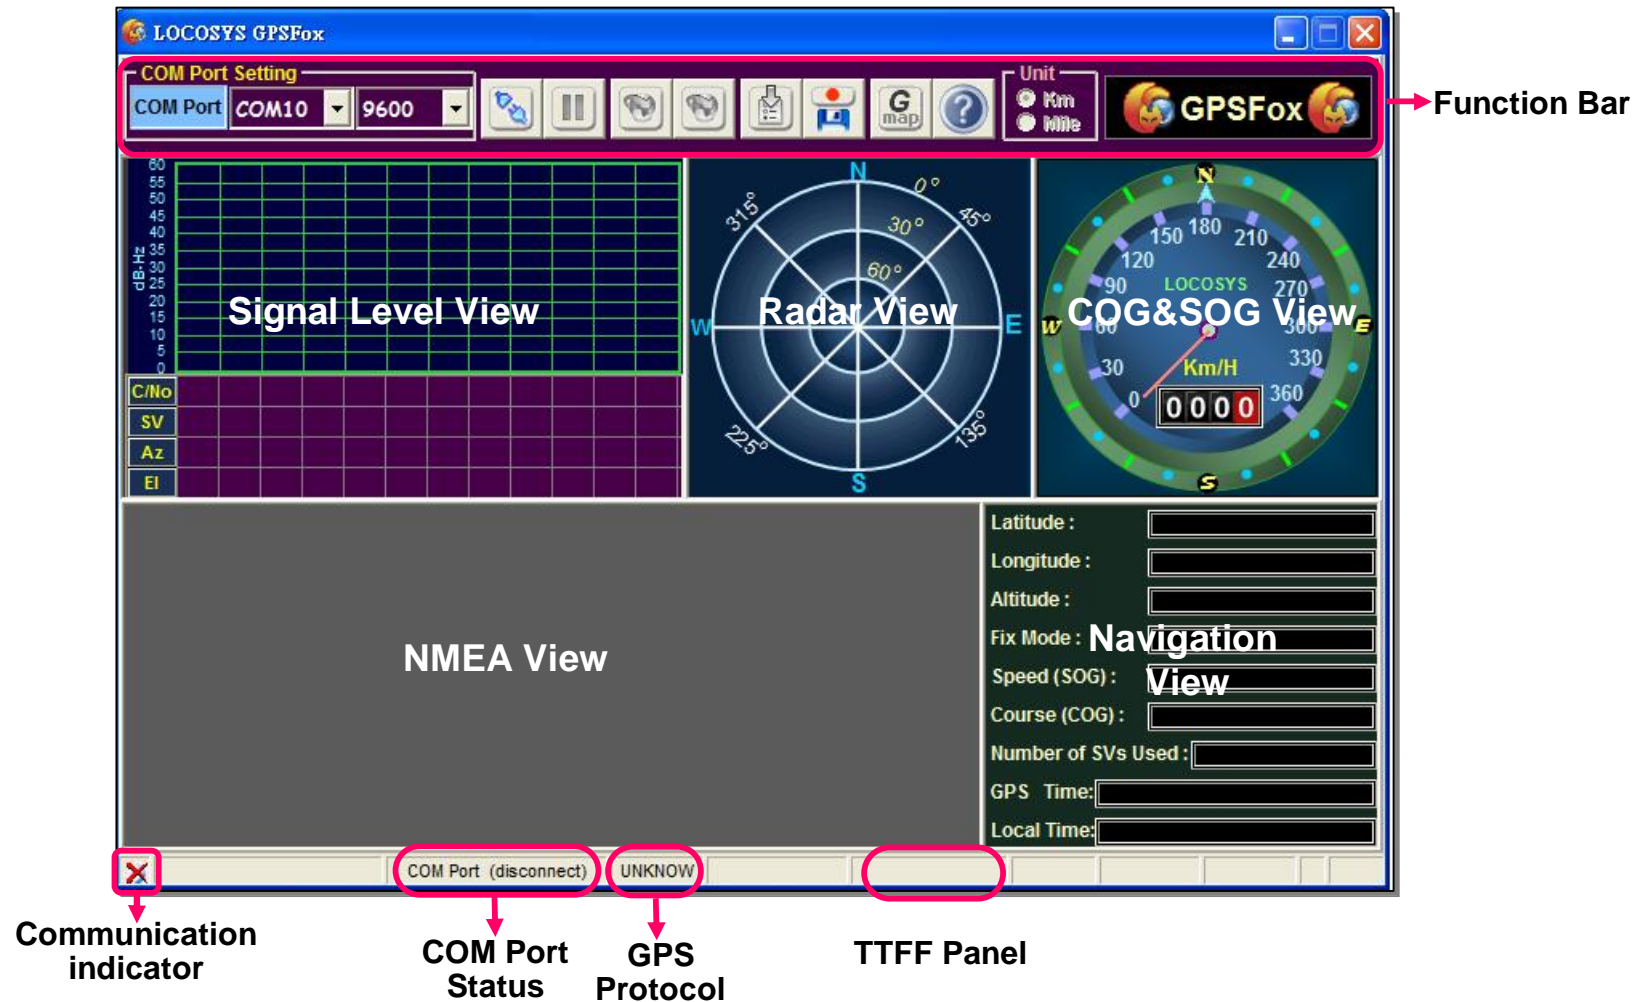 LOCOSYS GPSFox
COM Port Setting
COM Port COM10 9600
G
map
?
Unit
Km
Mile
GPSFox
Function Bar
60
55
50
45
40
35
30
25
20
15
10
5
0
dB-Hz
Signal Level View
C/No
SV
Az
El
N
0°
45°
315°
30°
60°
W
E
Radar View
225°
135°
S
N
150 180 210
120 240
90 LOCOSYS 270
COG&SOG View
W 60 300 E
30 Km/H 330
0 0000 360
S
NMEA View
Latitude :
Longitude :
Altitude :
Fix Mode :
Navigation
View
Speed (SOG) :
Course (COG) :
Number of SVs Used :
GPS Time:
Local Time:
COM Port (disconnect)
UNKNOW
Communication
indicator
COM Port
Status
GPS
Protocol
TTFF Panel